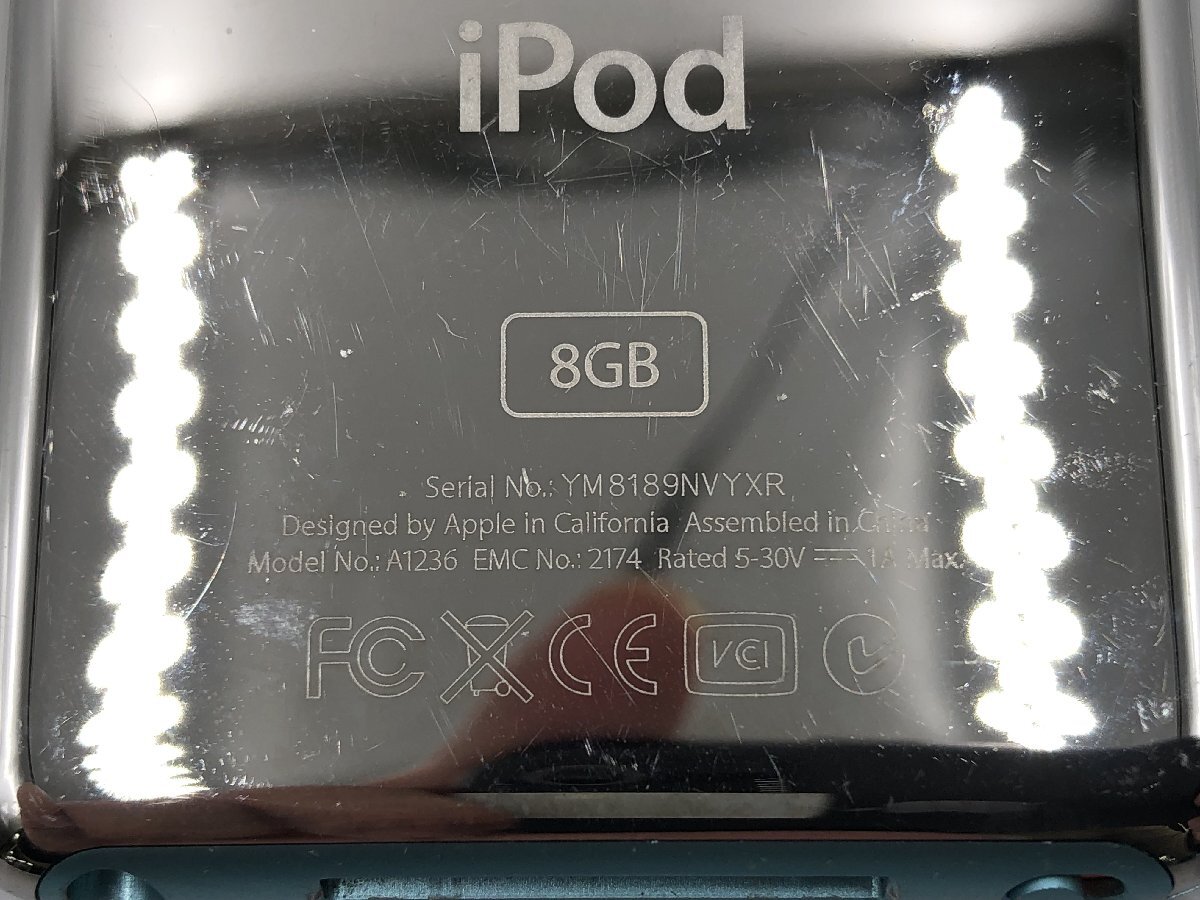 iPod
8GB
Serial No.: YM8189NVYXR
Designed by Apple in California Assembled in China
Model No.: A1236 EMC No.: 2174 Rated 5-30V ⎓ 1A Max.
FC CE VCI